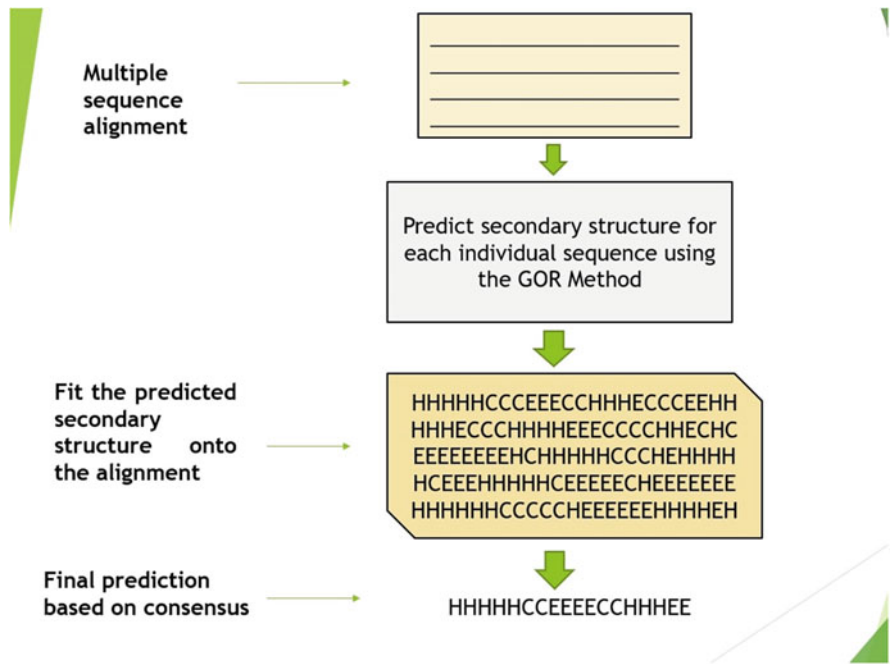 Multiple
sequence
alignment
Predict secondary structure for
each individual sequence using
the GOR Method
Fit the predicted
secondary
structure onto
the alignment
HHHHHCCCEEECCHHHECCCEEHH
HHHECCCHHHHEEECCCCHHECHC
EEEEEEEEHCHHHHHCCCHEHHHH
HCEEEHHHHHCEEEEECHEEEEEEE
HHHHHHCCCCCHEEEEEEHHHHEH
Final prediction
based on consensus
HHHHHCCEEEECCHHHEE